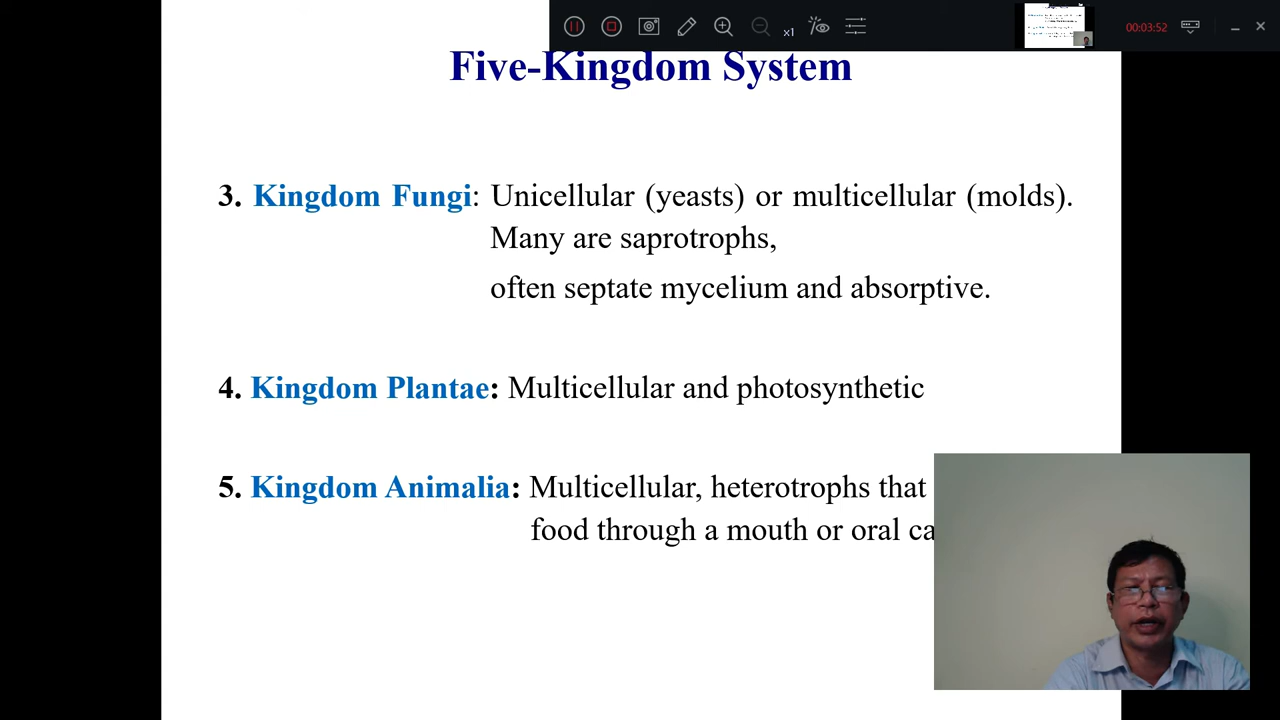 x1
00:03:52
Five-Kingdom System
3. Kingdom Fungi: Unicellular (yeasts) or multicellular (molds).
Many are saprotrophs,
often septate mycelium and absorptive.
4. Kingdom Plantae: Multicellular and photosynthetic
5. Kingdom Animalia: Multicellular, heterotrophs that
food through a mouth or oral